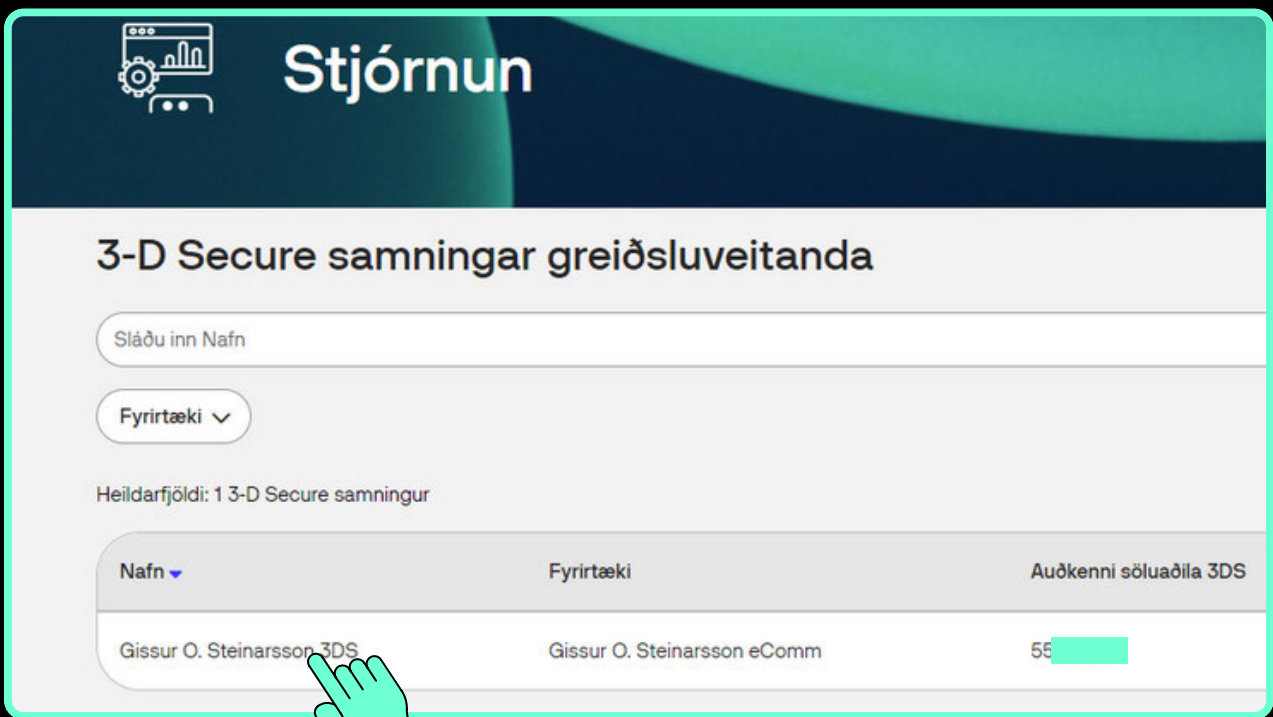 Stjórnun
3-D Secure samningar greiðsluveitanda
Sláðu inn Nafn
Fyrirtæki
Heildarfjöldi: 1 3-D Secure samningur
Nafn Fyrirtæki Auðkenni söluaðila 3DS
Gissur O. Steinarsson 3DS Gissur O. Steinarsson eComm 55